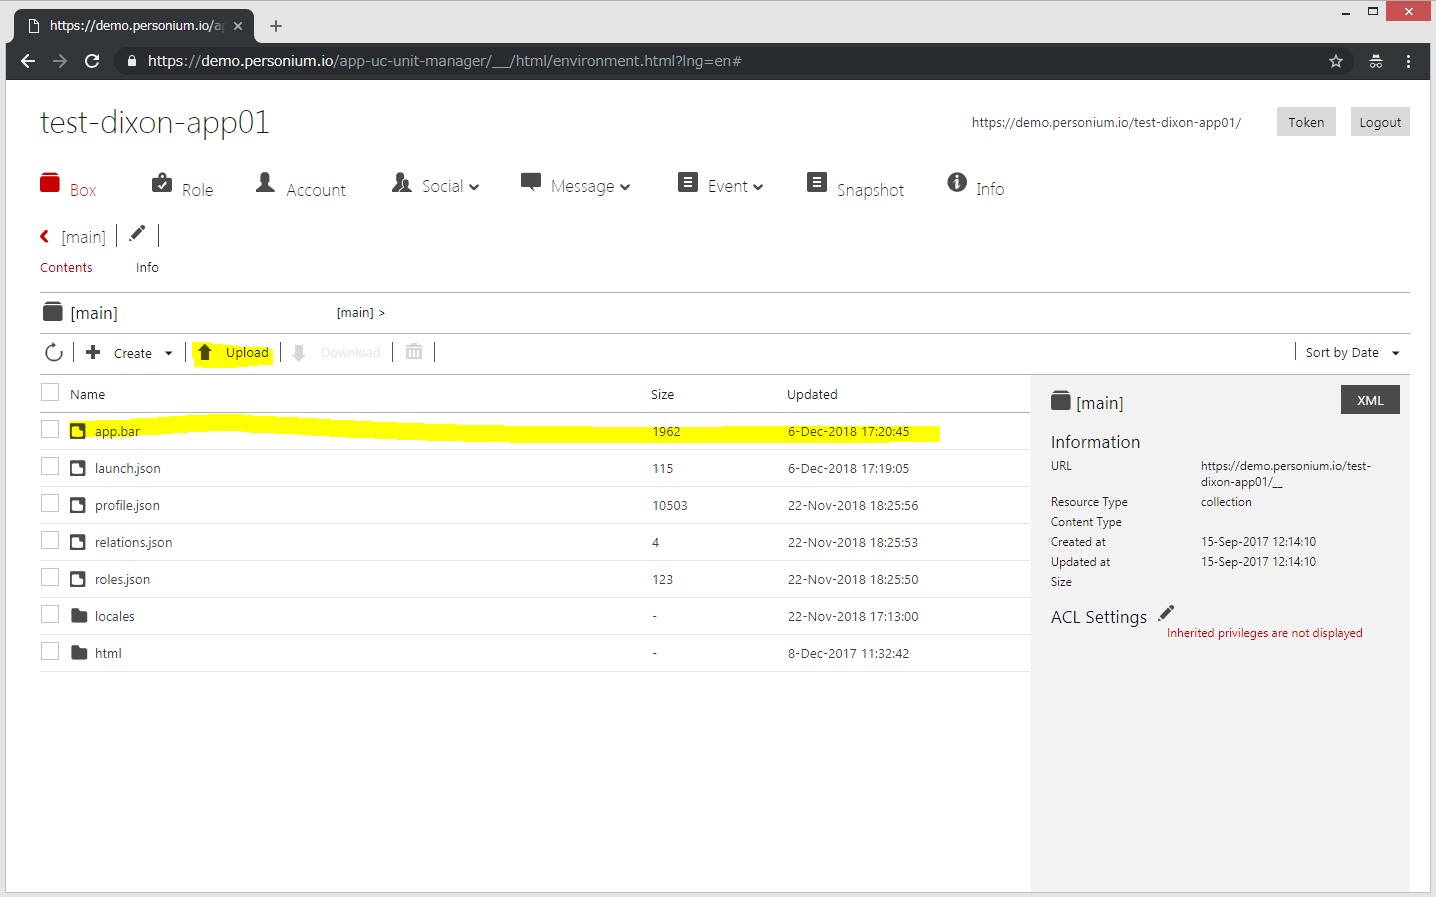 https://demo.personium.io/a
https://demo.personium.io/app-uc-unit-manager/__/html/environment.html?lng=en#
test-dixon-app01
https://demo.personium.io/test-dixon-app01/
Token
Logout
Box
Role
Account
Social
Message
Event
Snapshot
Info
[main]
Contents
Info
[main]
[main] >
Create
Upload
Download
Sort by Date
Name
Size
Updated
app.bar
1962
6-Dec-2018 17:20:45
launch.json
115
6-Dec-2018 17:19:05
profile.json
10503
22-Nov-2018 18:25:56
relations.json
4
22-Nov-2018 18:25:53
roles.json
123
22-Nov-2018 18:25:50
locales
-
22-Nov-2018 17:13:00
html
-
8-Dec-2017 11:32:42
[main]
XML
Information
URL
https://demo.personium.io/test-
dixon-app01/__
Resource Type
collection
Content Type
Created at
15-Sep-2017 12:14:10
Updated at
15-Sep-2017 12:14:10
Size
ACL Settings
Inherited privileges are not displayed